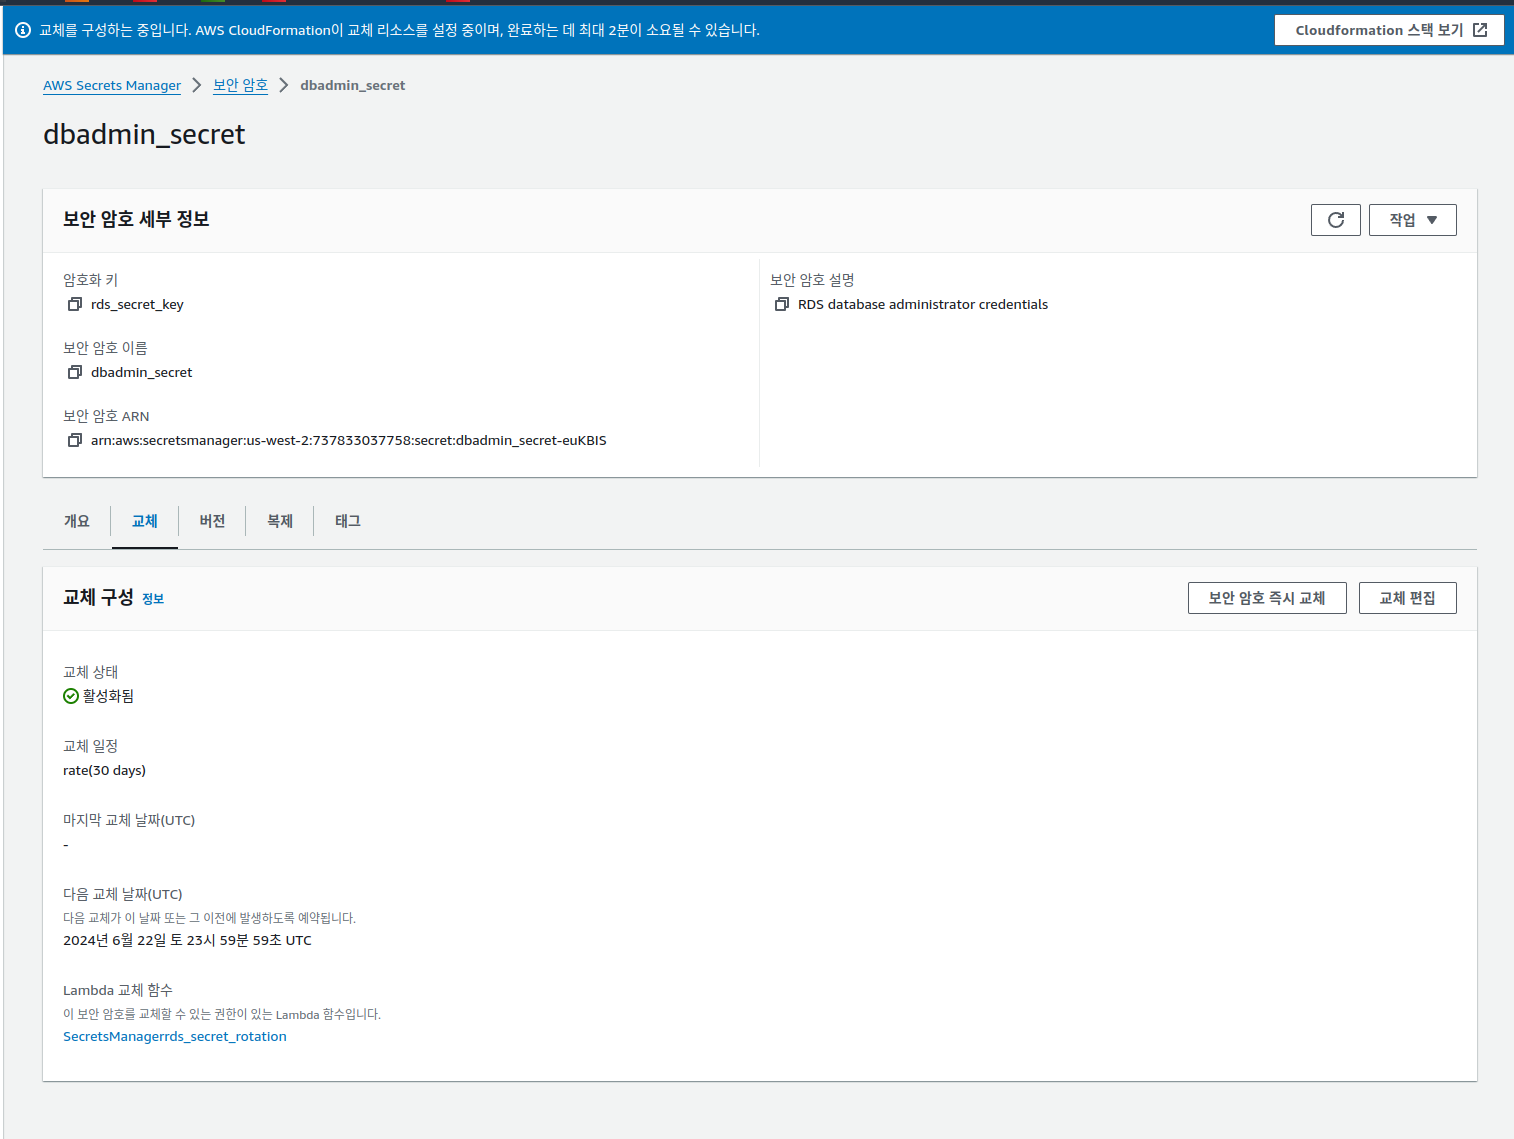 교체를 구성하는 중입니다. AWS CloudFormation이 교체 리소스를 설정 중이며, 완료하는 데 최대 2분이 소요될 수 있습니다.
Cloudformation 스택 보기
AWS Secrets Manager > 보안 암호 > dbadmin_secret
dbadmin_secret
보안 암호 세부 정보
작업
암호화 키
rds_secret_key
보안 암호 이름
dbadmin_secret
보안 암호 ARN
arn:aws:secretsmanager:us-west-2:737833037758:secret:dbadmin_secret-euKBIS
보안 암호 설명
RDS database administrator credentials
개요 교체 버전 복제 태그
교체 구성 정보
보안 암호 즉시 교체 교체 편집
교체 상태
활성화됨
교체 일정
rate(30 days)
마지막 교체 날짜(UTC)
-
다음 교체 날짜(UTC)
다음 교체가 이 날짜 또는 그 이전에 발생하도록 예약됩니다.
2024년 6월 22일 토 23시 59분 59초 UTC
Lambda 교체 함수
이 보안 암호를 교체할 수 있는 권한이 있는 Lambda 함수입니다.
SecretsManagerrds_secret_rotation